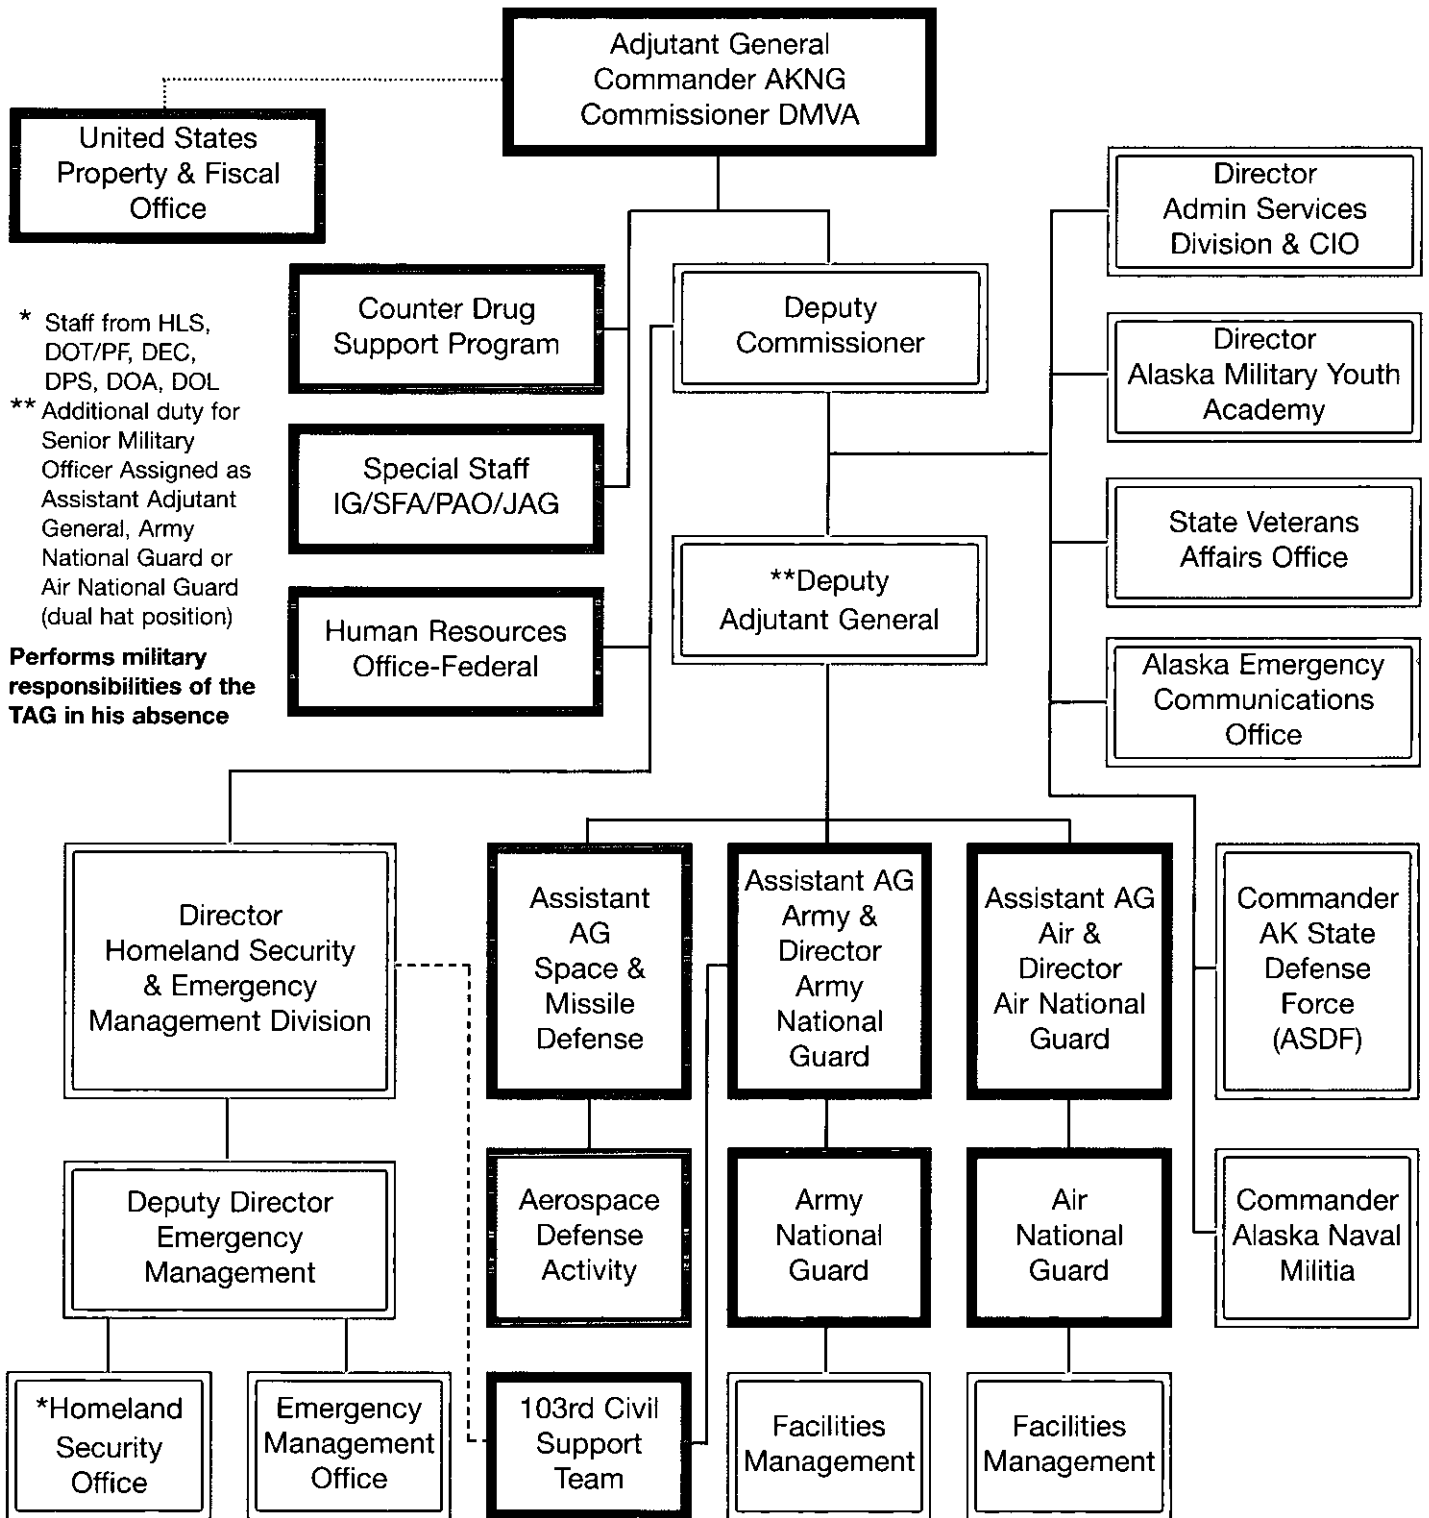 Adjutant General
Commander AKNG
Commissioner DMVA
United States
Property & Fiscal
Office
Director
Admin Services
Division & CIO
Counter Drug
Support Program
Deputy
Commissioner
* Staff from HLS,
DOT/PF, DEC,
DPS, DOA, DOL
** Additional duty for
Senior Military
Officer Assigned as
Assistant Adjutant
General, Army
National Guard or
Air National Guard
(dual hat position)
Performs military
responsibilities of the
TAG in his absence
Director
Alaska Military Youth
Academy
Special Staff
IG/SFA/PAO/JAG
State Veterans
Affairs Office
**Deputy
Adjutant General
Human Resources
Office-Federal
Alaska Emergency
Communications
Office
Director
Homeland Security
& Emergency
Management Division
Assistant
AG
Space &
Missile
Defense
Assistant AG
Army &
Director
Army
National
Guard
Assistant AG
Air &
Director
Air National
Guard
Commander
AK State
Defense
Force
(ASDF)
Deputy Director
Emergency
Management
Aerospace
Defense
Activity
Army
National
Guard
Air
National
Guard
Commander
Alaska Naval
Militia
*Homeland
Security
Office
Emergency
Management
Office
103rd Civil
Support
Team
Facilities
Management
Facilities
Management